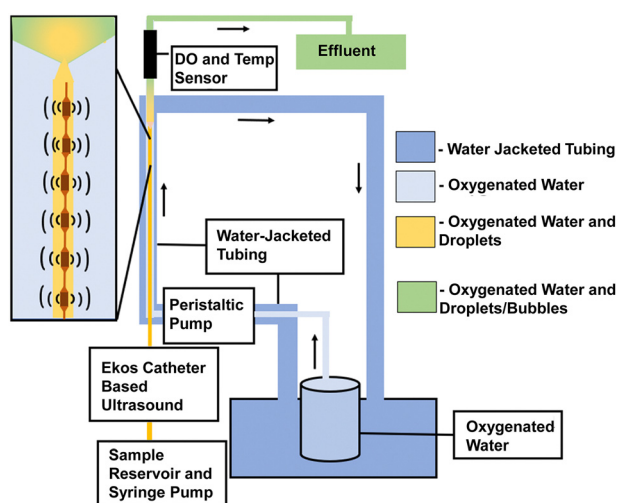 Effluent
DO and Temp
Sensor
- Water Jacketed Tubing
- Oxygenated Water
- Oxygenated Water and
Droplets
- Oxygenated Water and
Droplets/Bubbles
Water-Jacketed
Tubing
Peristaltic
Pump
Ekos Catheter
Based
Ultrasound
Oxygenated
Water
Sample
Reservoir and
Syringe Pump